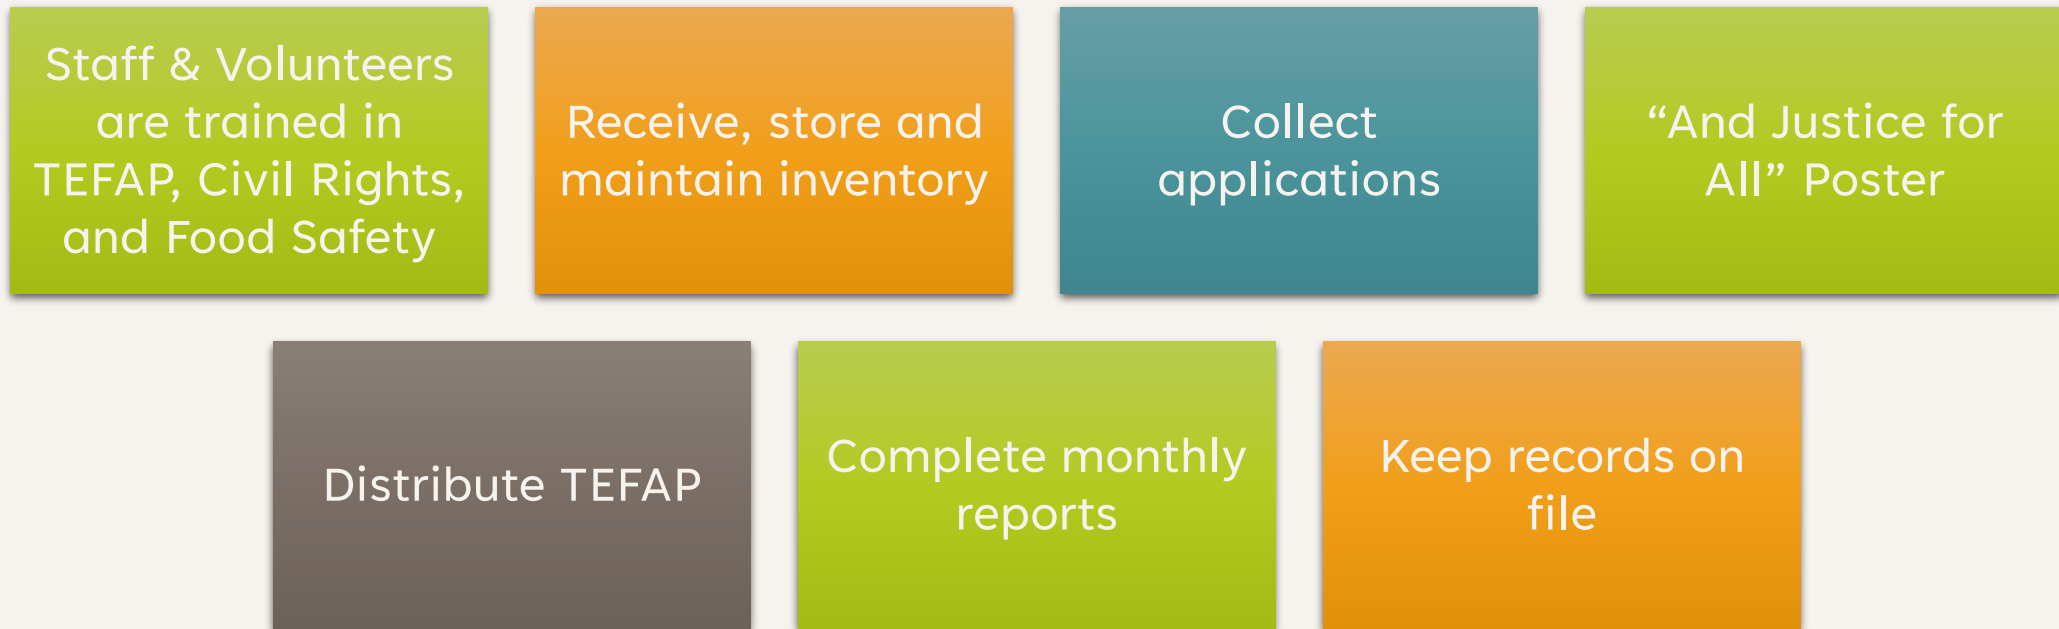 Staff & Volunteers
are trained in
TEFAP, Civil Rights,
and Food Safety
Receive, store and
maintain inventory
Collect
applications
“And Justice for
All” Poster
Distribute TEFAP
Complete monthly
reports
Keep records on
file